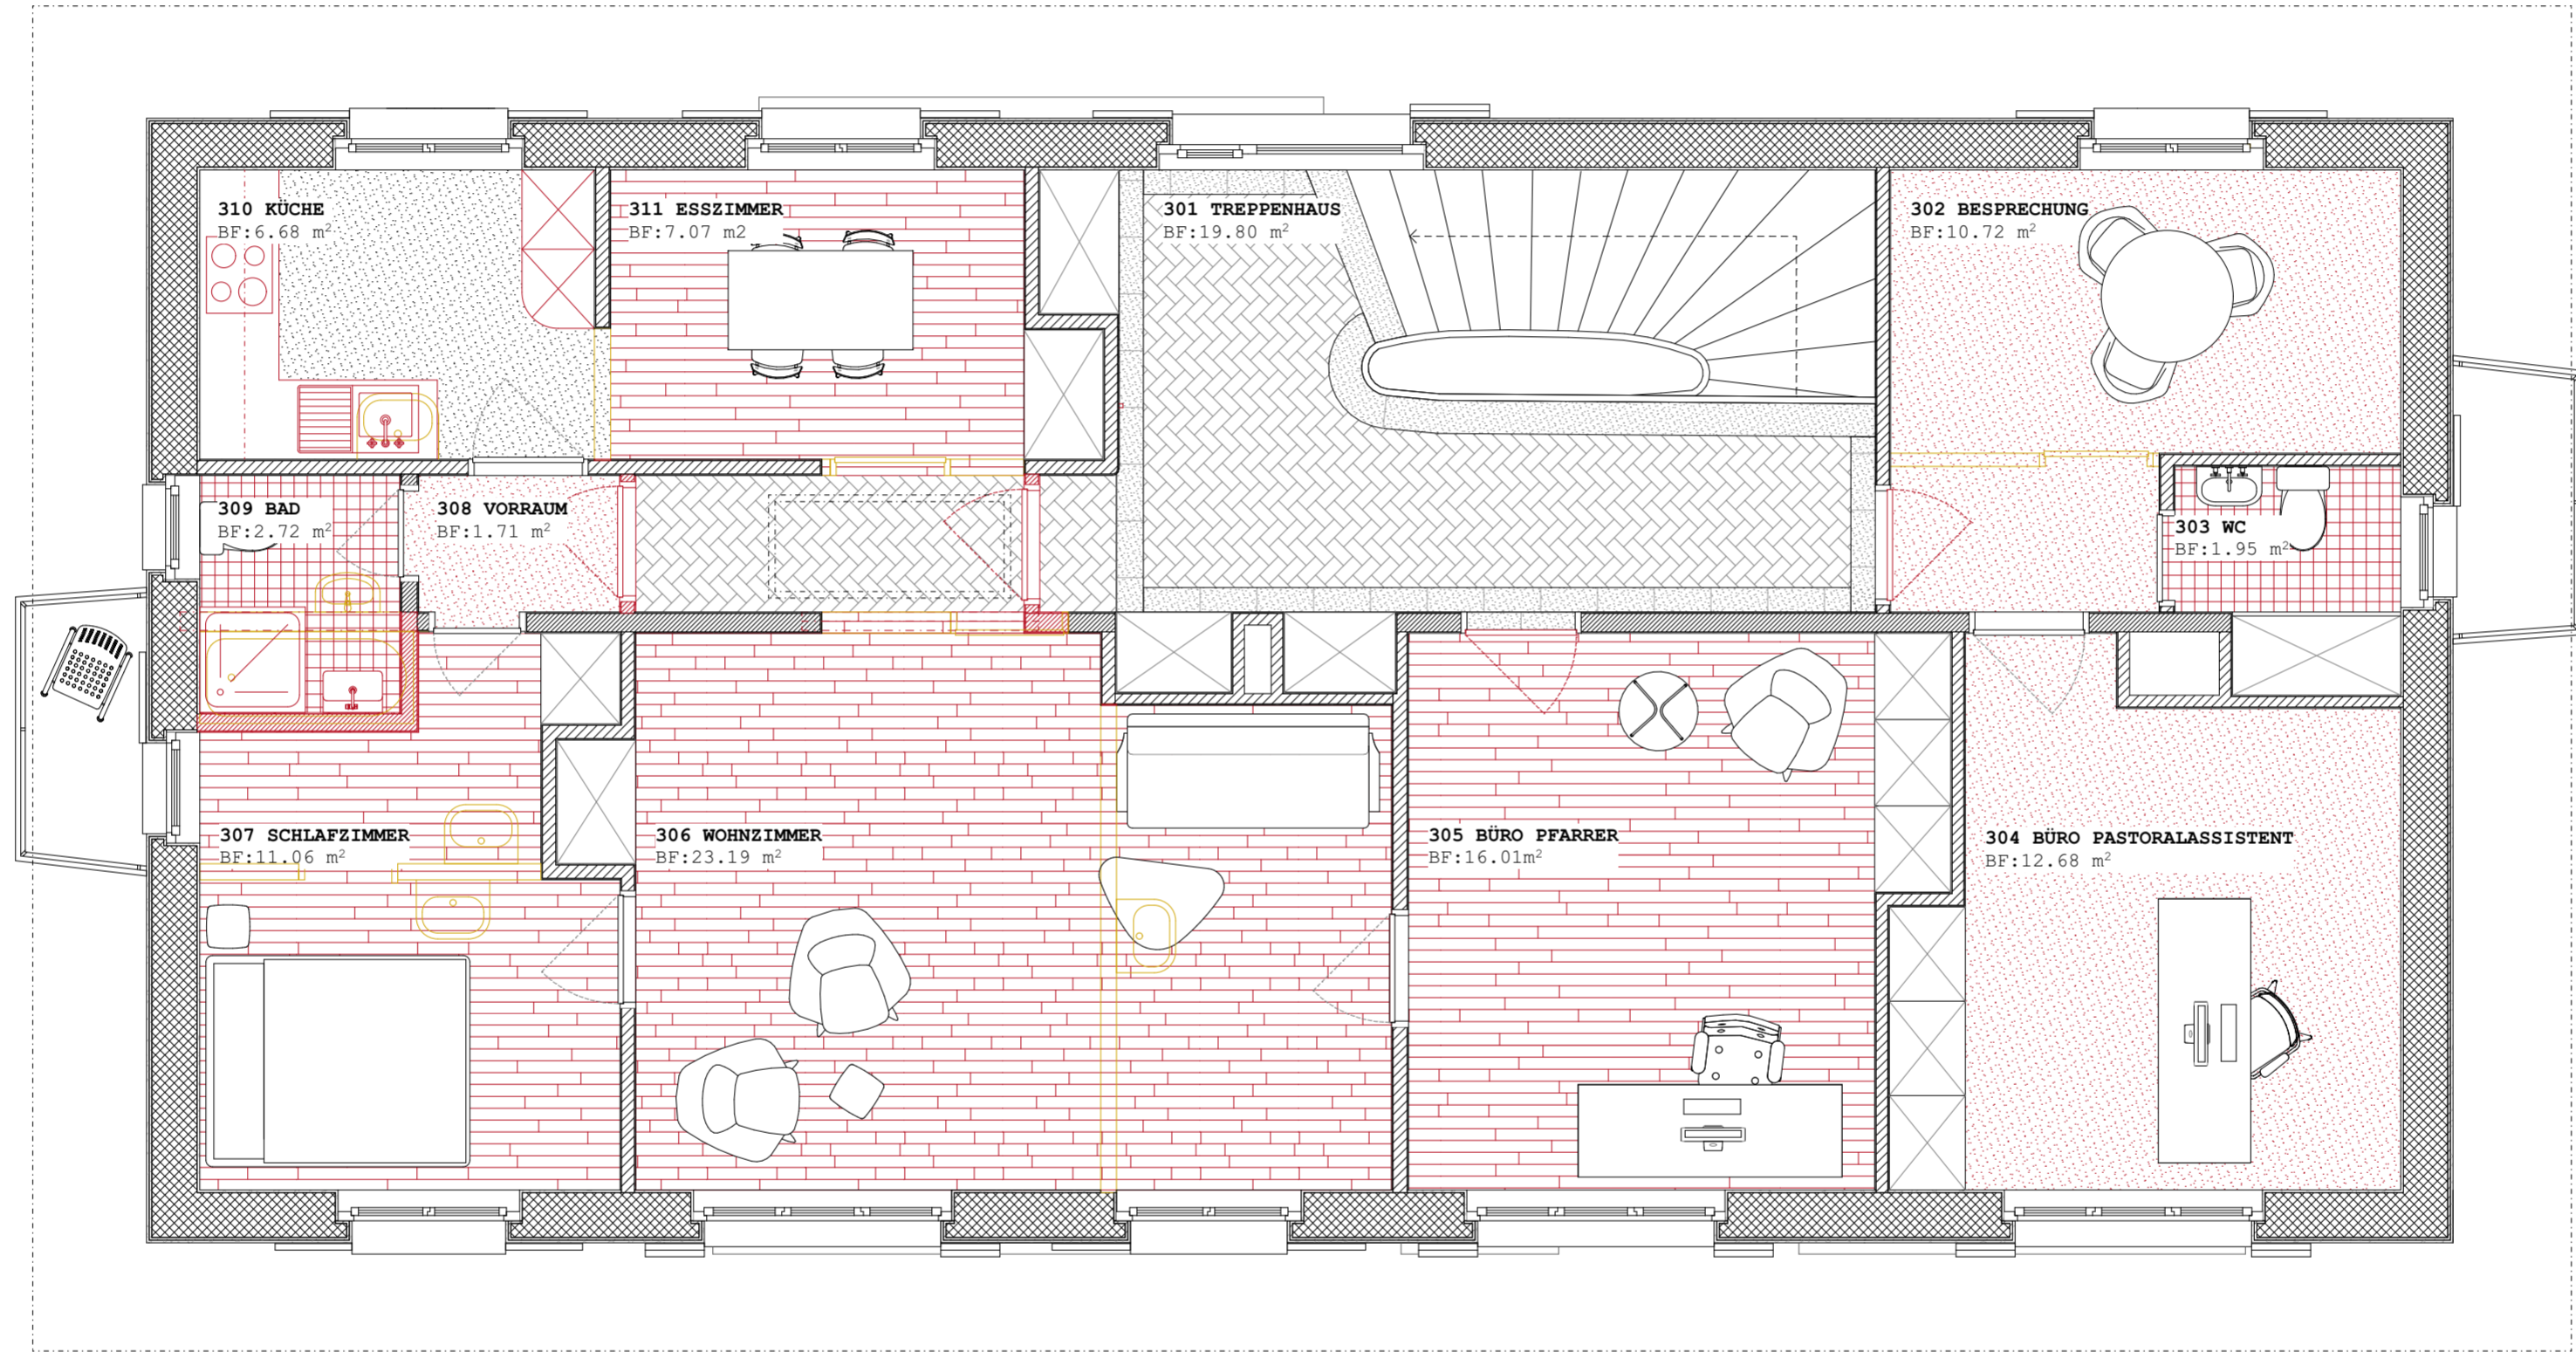 310 KÜCHE
BF:6.68 m²
311 ESSZIMMER
BF:7.07 m2
301 TREPPENHAUS
BF:19.80 m²
302 BESPRECHUNG
BF:10.72 m²
309 BAD
BF:2.72 m²
308 VORRAUM
BF:1.71 m²
303 WC
BF:1.95 m²
307 SCHLAFZIMMER
BF:11.06 m²
306 WOHNZIMMER
BF:23.19 m²
305 BÜRO PFARRER
BF:16.01m²
304 BÜRO PASTORALASSISTENT
BF:12.68 m²